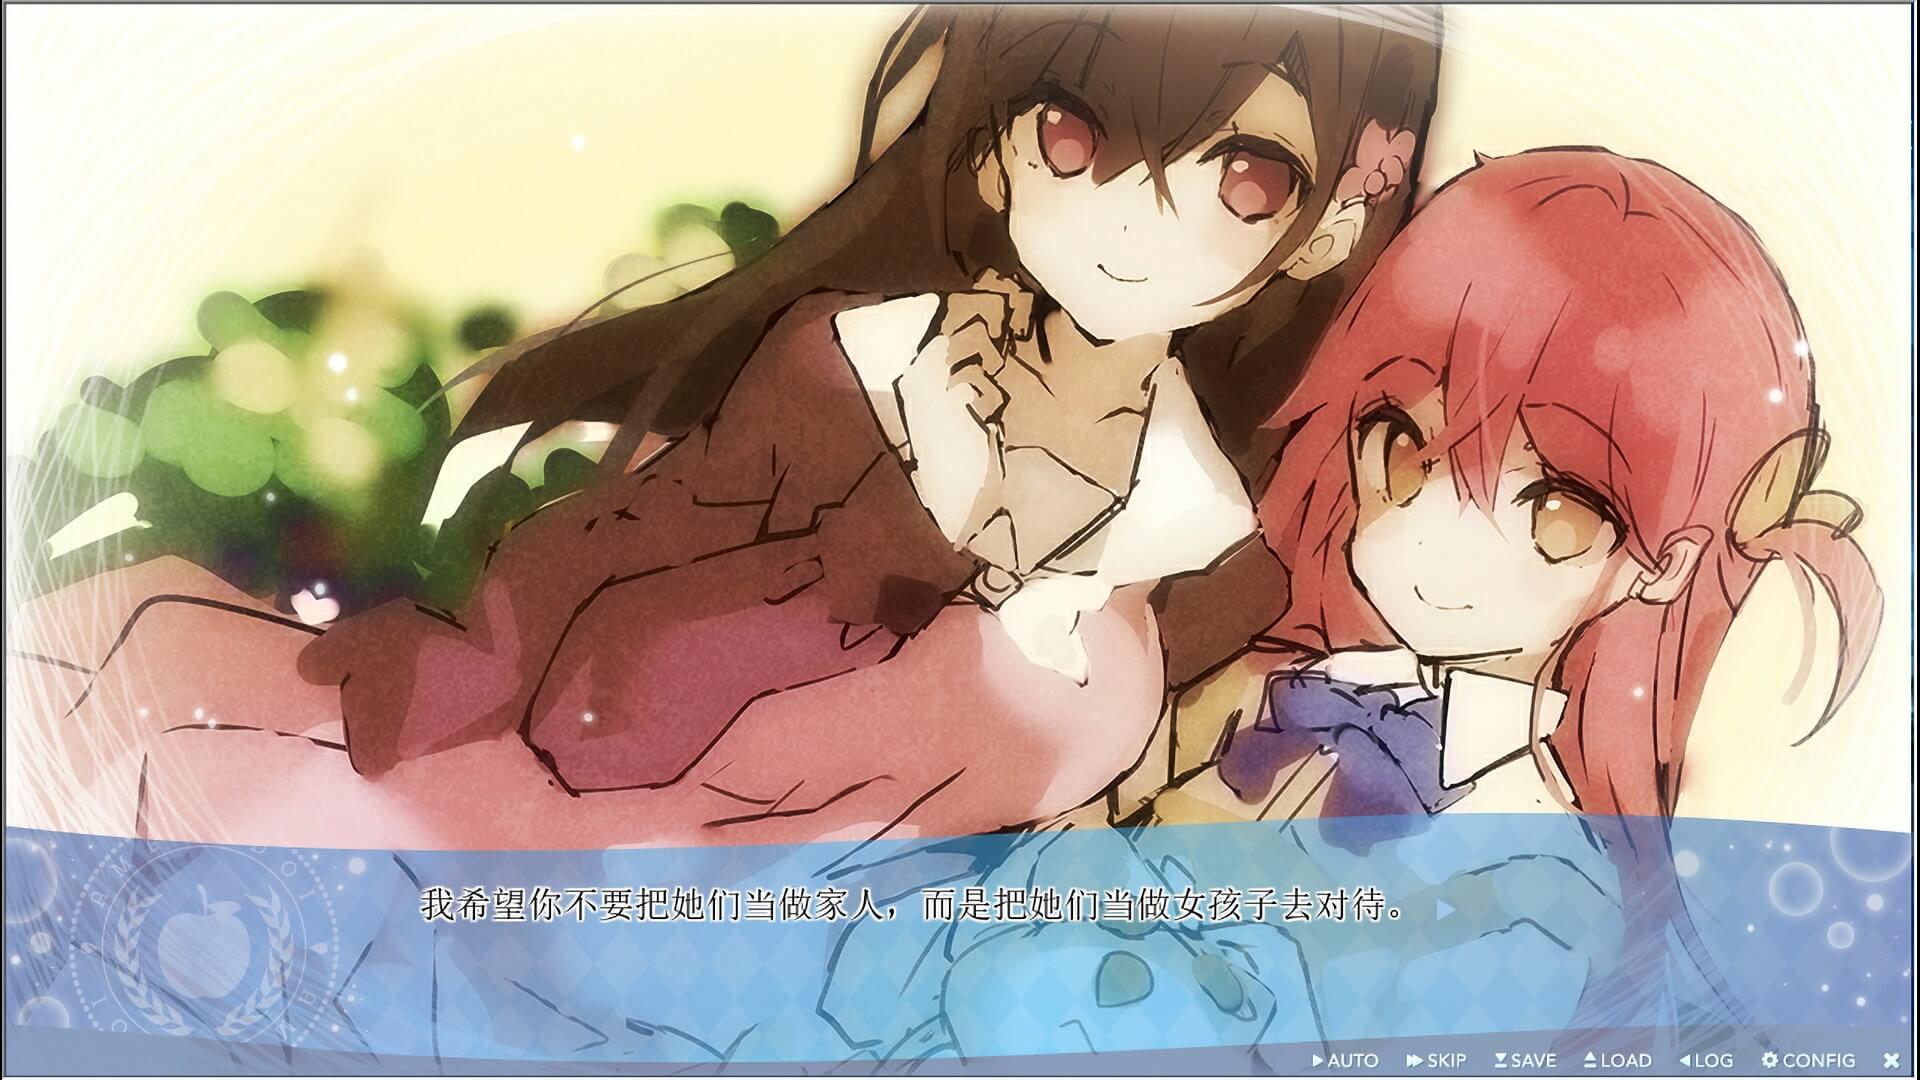 我希望你不要把她们当做家人，而是把她们当做女孩子去对待。
AUTO SKIP SAVE LOAD LOG CONFIG